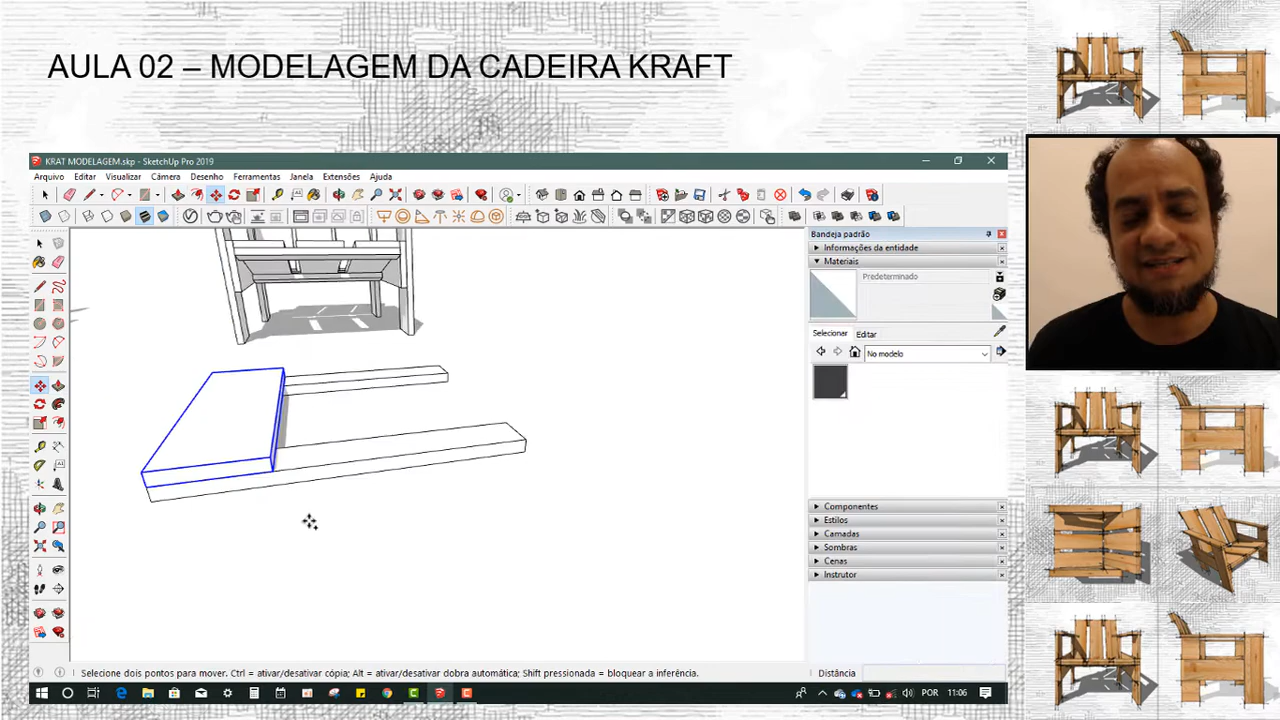 AULA 02 – MODELAGEM DA CADEIRA KRAFT
KRAT MODELAGEM.skp - SketchUp Pro 2019
Arquivo Editar Visualizar Câmera Desenho Ferramentas Janela Extensões Ajuda
Bandeja padrão
Informações da entidade
Materiais
Predeterminado
Selecionar Editar
No modelo
Componentes
Estilos
Camadas
Sombras
Cenas
Instrutor
Selecione dois pontos para mover. Ctrl = ativar/desativar Alt = ativar/desativar dobra automática; Shift pressionada = bloquear a inferência.
Distância
POR 11:06